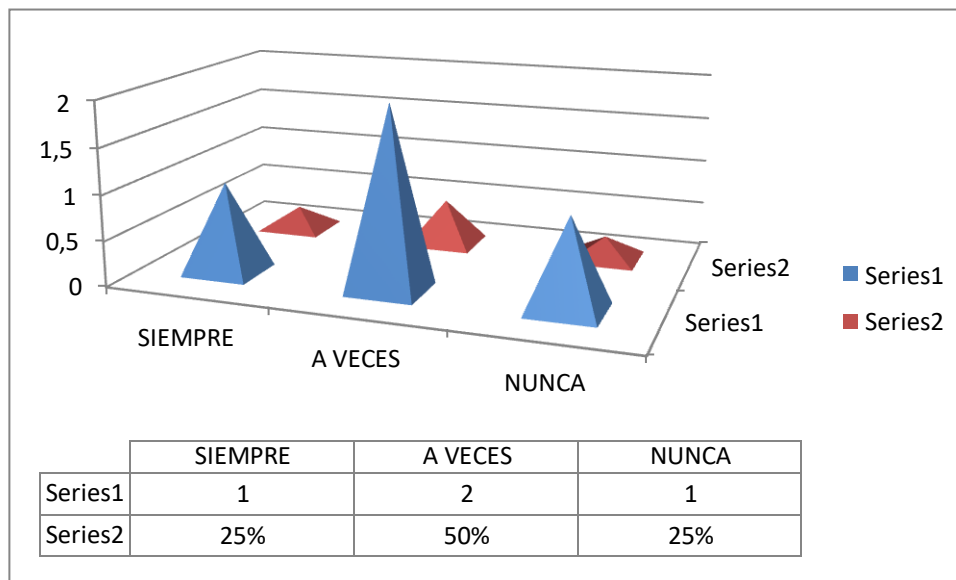 2
1,5
1
0,5
0
SIEMPRE
A VECES
NUNCA
Series2
Series1
Series1
Series2
SIEMPRE A VECES NUNCA
Series1 1 2 1
Series2 25% 50% 25%